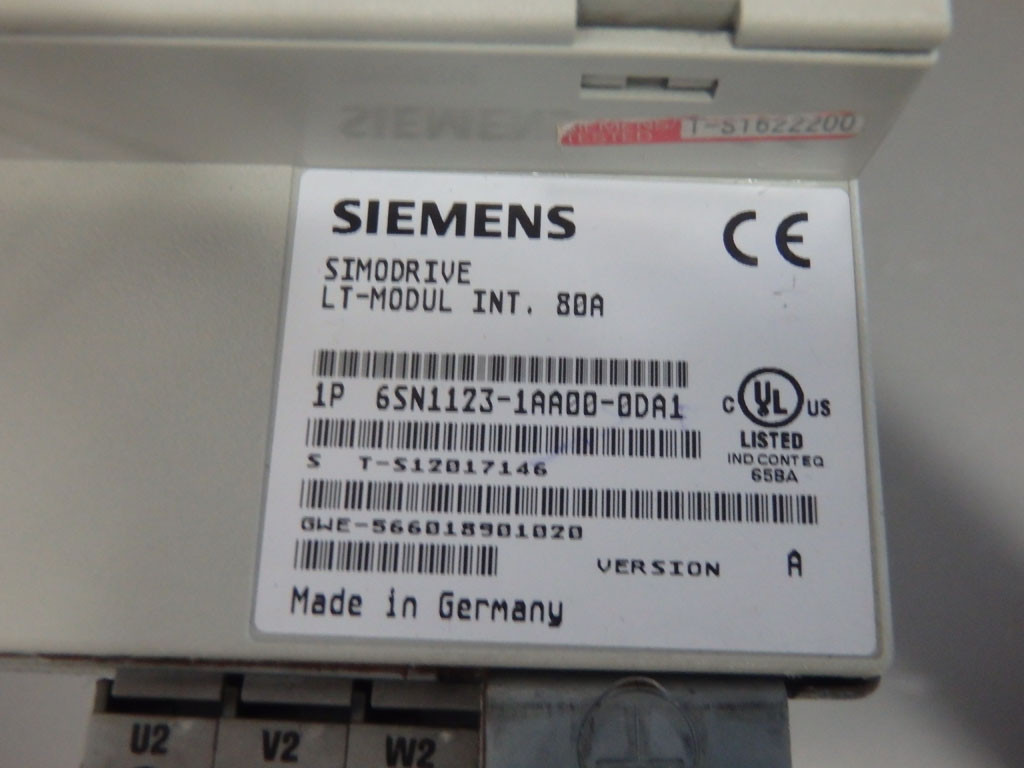 T-S1622200
SIEMENS
CE
SIMODRIVE
LT-MODUL INT. 80A
1P 6SN1123-1AA00-0DA1
C UL US
LISTED
IND CONT EQ
658A
S T-S12017146
GWE-566018901020
VERSION A
Made in Germany
U2 V2 W2